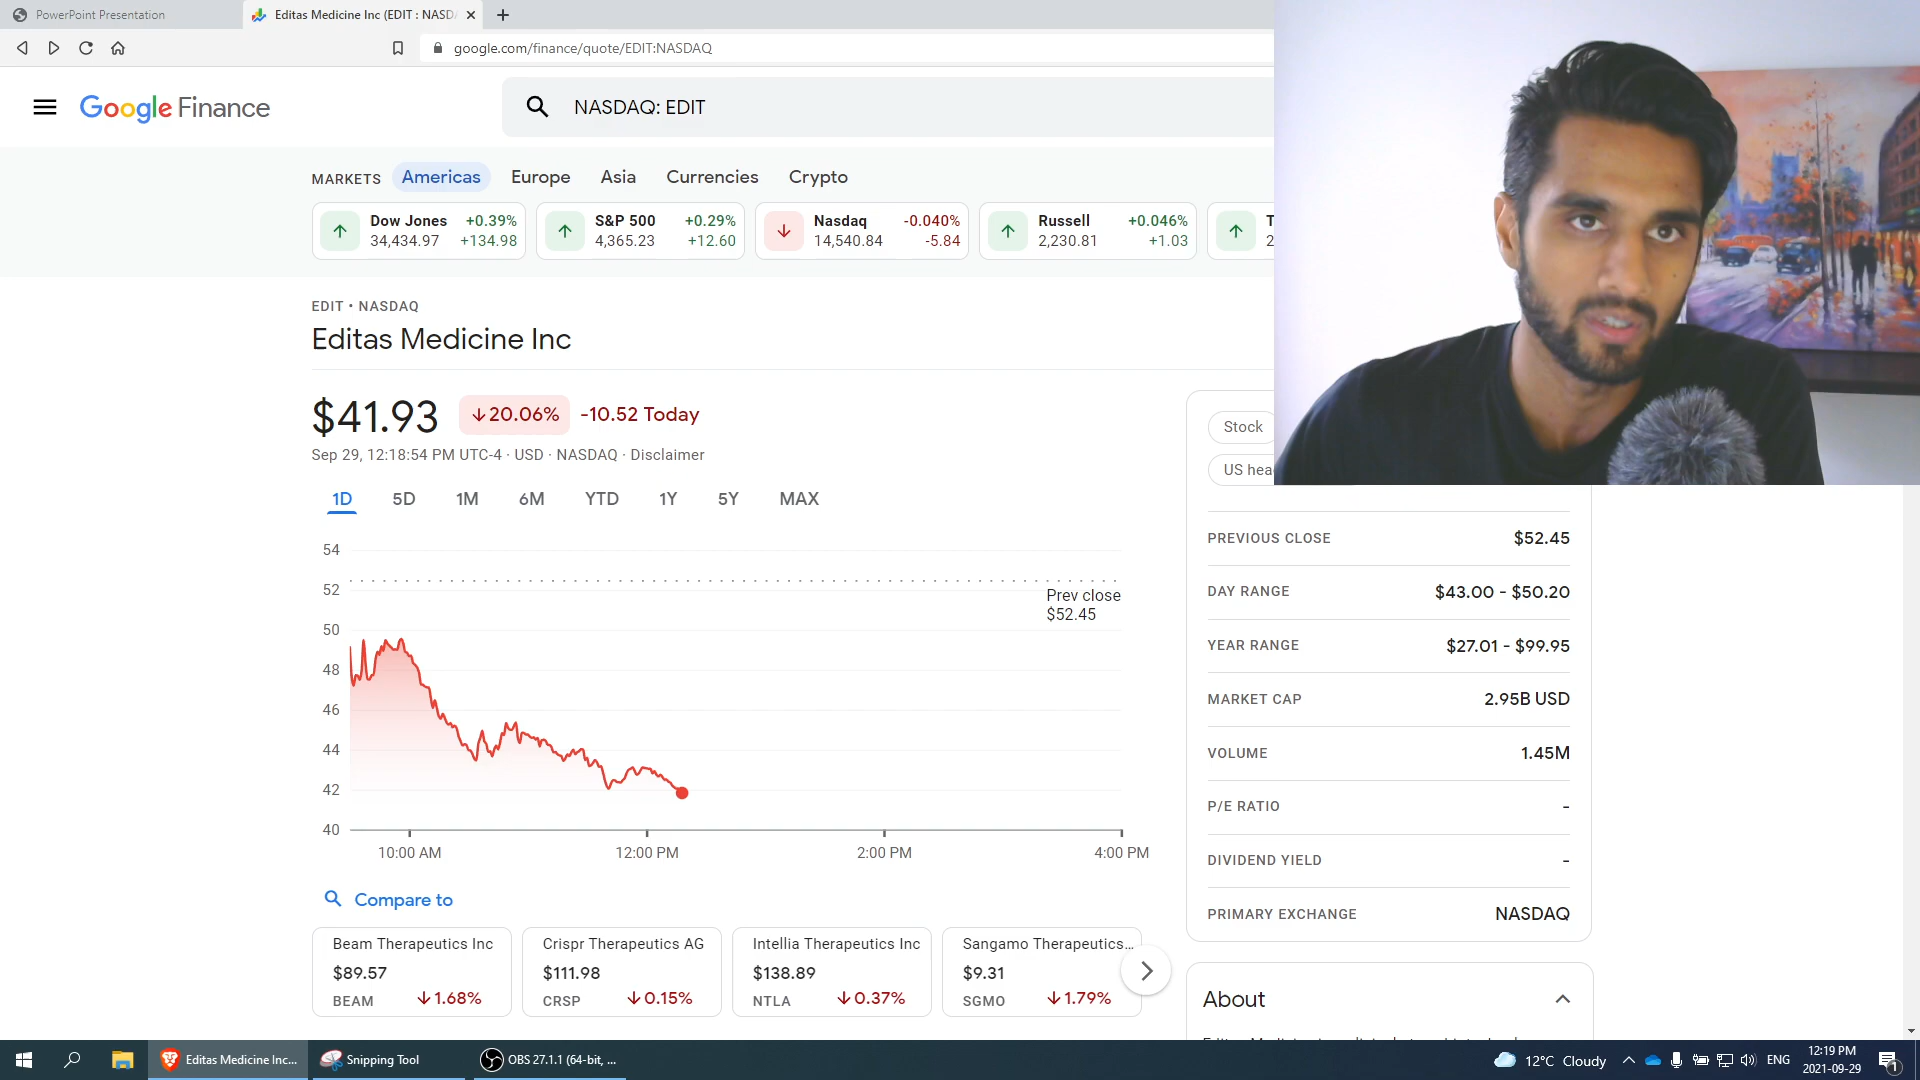 PowerPoint Presentation
Editas Medicine Inc (EDIT : NASD
google.com/finance/quote/EDIT:NASDAQ
Google Finance
NASDAQ: EDIT
MARKETS Americas Europe Asia Currencies Crypto
Dow Jones +0.39%
34,434.97 +134.98
S&P 500 +0.29%
4,365.23 +12.60
Nasdaq -0.040%
14,540.84 -5.84
Russell +0.046%
2,230.81 +1.03
T
2
EDIT • NASDAQ
Editas Medicine Inc
$41.93 ↓20.06% -10.52 Today
Sep 29, 12:18:54 PM UTC-4 · USD · NASDAQ · Disclaimer
1D 5D 1M 6M YTD 1Y 5Y MAX
54
52
50
48
46
44
42
40
Prev close
$52.45
10:00 AM 12:00 PM 2:00 PM 4:00 PM
Compare to
Beam Therapeutics Inc
$89.57
BEAM ↓1.68%
Crispr Therapeutics AG
$111.98
CRSP ↓0.15%
Intellia Therapeutics Inc
$138.89
NTLA ↓0.37%
Sangamo Therapeutics...
$9.31
SGMO ↓1.79%
Stock
US hea
PREVIOUS CLOSE $52.45
DAY RANGE $43.00 - $50.20
YEAR RANGE $27.01 - $99.95
MARKET CAP 2.95B USD
VOLUME 1.45M
P/E RATIO -
DIVIDEND YIELD -
PRIMARY EXCHANGE NASDAQ
About
Editas Medicine Inc...
Snipping Tool
OBS 27.1.1 (64-bit, ...
12°C Cloudy
ENG
12:19 PM
2021-09-29
1